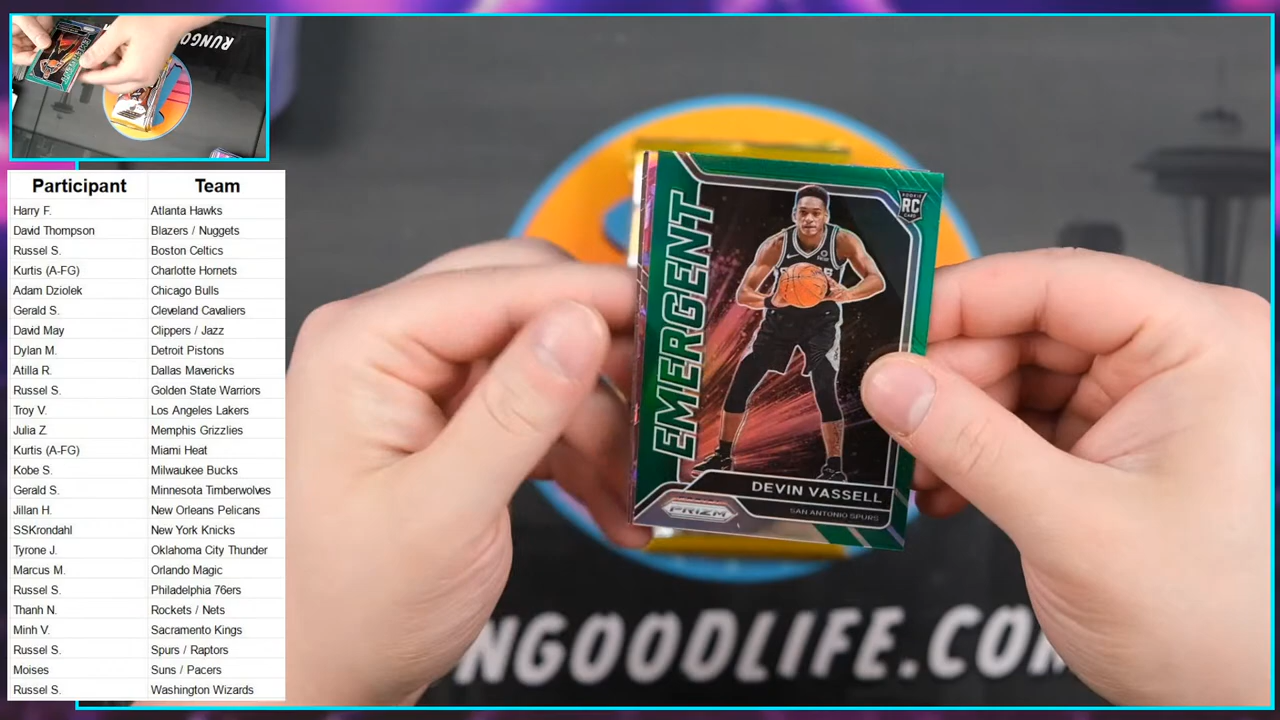 RUNGOODLIFE
Participant Team
Harry F. Atlanta Hawks
David Thompson Blazers / Nuggets
Russel S. Boston Celtics
Kurtis (A-FG) Charlotte Hornets
Adam Dziolek Chicago Bulls
Gerald S. Cleveland Cavaliers
David May Clippers / Jazz
Dylan M. Detroit Pistons
Atilla R. Dallas Mavericks
Russel S. Golden State Warriors
Troy V. Los Angeles Lakers
Julia Z. Memphis Grizzlies
Kurtis (A-FG) Miami Heat
Kobe S. Milwaukee Bucks
Gerald S. Minnesota Timberwolves
Jillan H. New Orleans Pelicans
SSKrondahl New York Knicks
Tyrone J. Oklahoma City Thunder
Marcus M. Orlando Magic
Russel S. Philadelphia 76ers
Thanh N. Rockets / Nets
Minh V. Sacramento Kings
Russel S. Spurs / Raptors
Moises Suns / Pacers
Russel S. Washington Wizards
EMERGENT
RC
DEVIN VASSELL
SAN ANTONIO SPURS
PRIZM
NGOODLIFE.COM